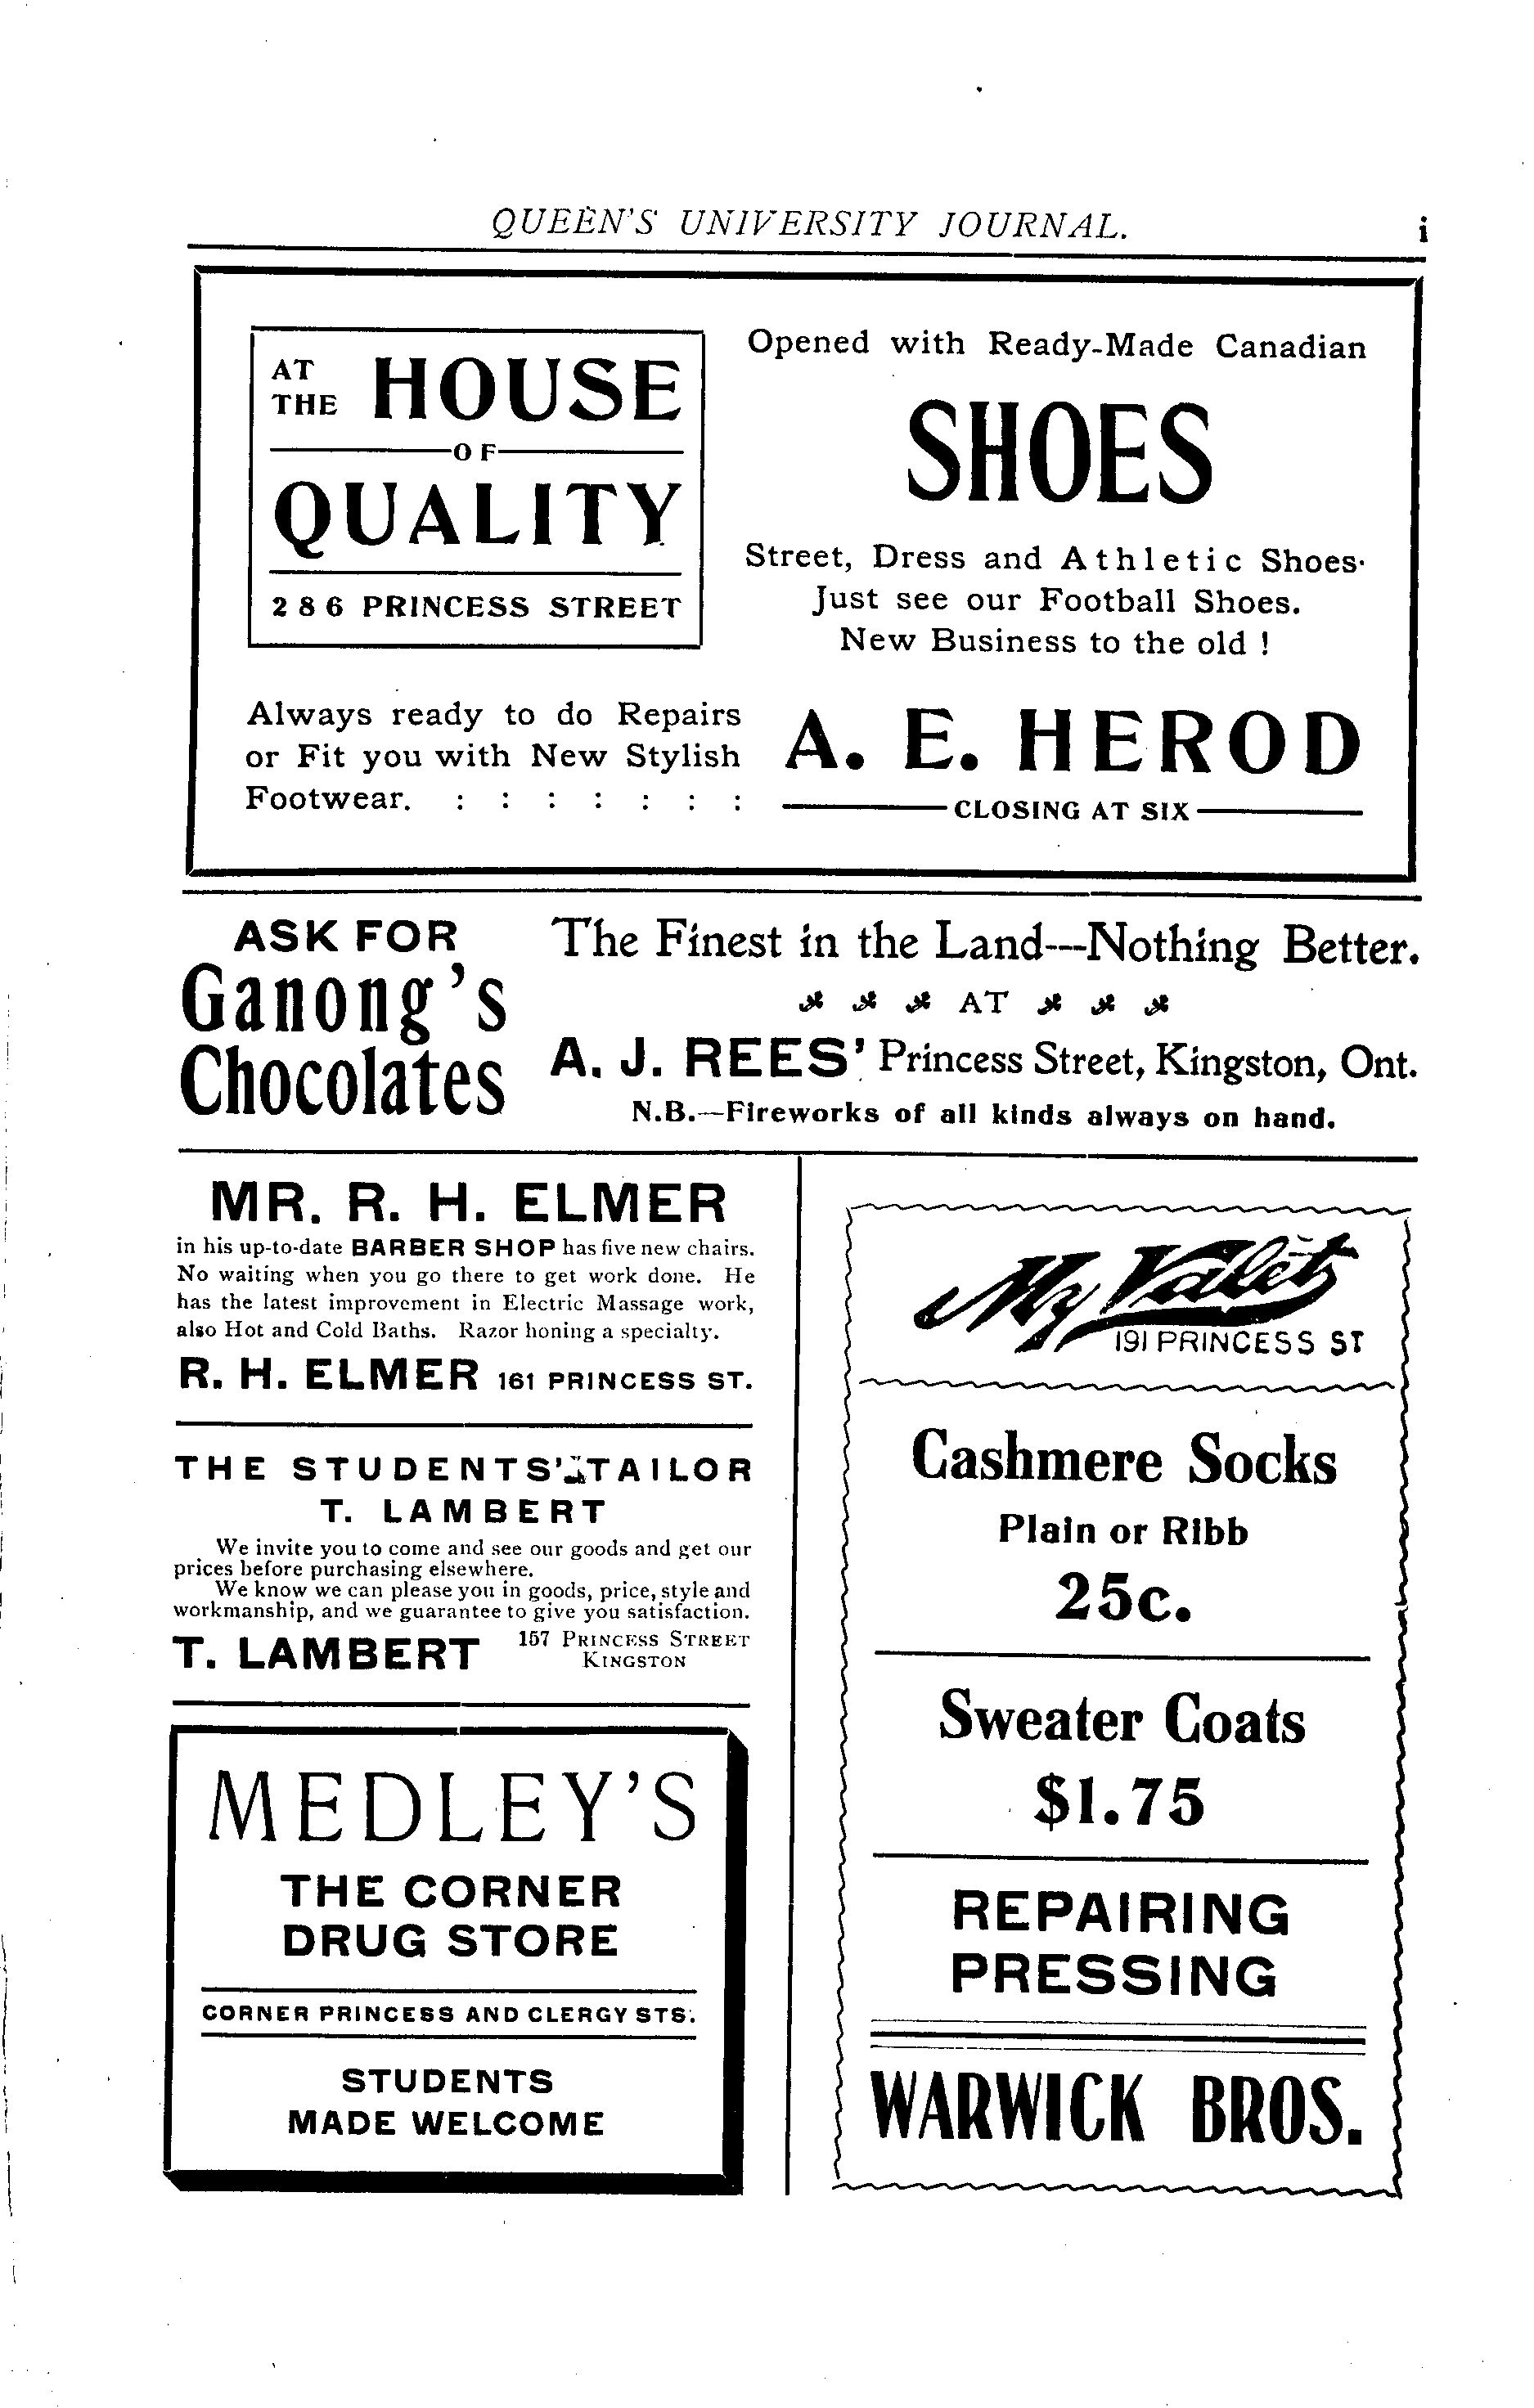 QUEEN'S UNIVERSITY JOURNAL.
i
AT THE HOUSE
OF
QUALITY
286 PRINCESS STREET
Opened with Ready-Made Canadian
SHOES
Street, Dress and Athletic Shoes.
Just see our Football Shoes.
New Business to the old !
Always ready to do Repairs
or Fit you with New Stylish
Footwear. : : : : : : :
A. E. HEROD
CLOSING AT SIX
ASK FOR
Ganong's
Chocolates
The Finest in the Land---Nothing Better.
AT
A. J. REES' Princess Street, Kingston, Ont.
N.B.—Fireworks of all kinds always on hand.
MR. R. H. ELMER
in his up-to-date BARBER SHOP has five new chairs.
No waiting when you go there to get work done. He
has the latest improvement in Electric Massage work,
also Hot and Cold Baths. Razor honing a specialty.
R. H. ELMER 161 PRINCESS ST.
THE STUDENTS' TAILOR
T. LAMBERT
We invite you to come and see our goods and get our
prices before purchasing elsewhere.
We know we can please you in goods, price, style and
workmanship, and we guarantee to give you satisfaction.
T. LAMBERT 157 PRINCESS STREET
KINGSTON
MEDLEY'S
THE CORNER
DRUG STORE
CORNER PRINCESS AND CLERGY STS.
STUDENTS
MADE WELCOME
My Valet
191 PRINCESS ST
Cashmere Socks
Plain or Ribb
25c.
Sweater Coats
$1.75
REPAIRING
PRESSING
WARWICK BROS.